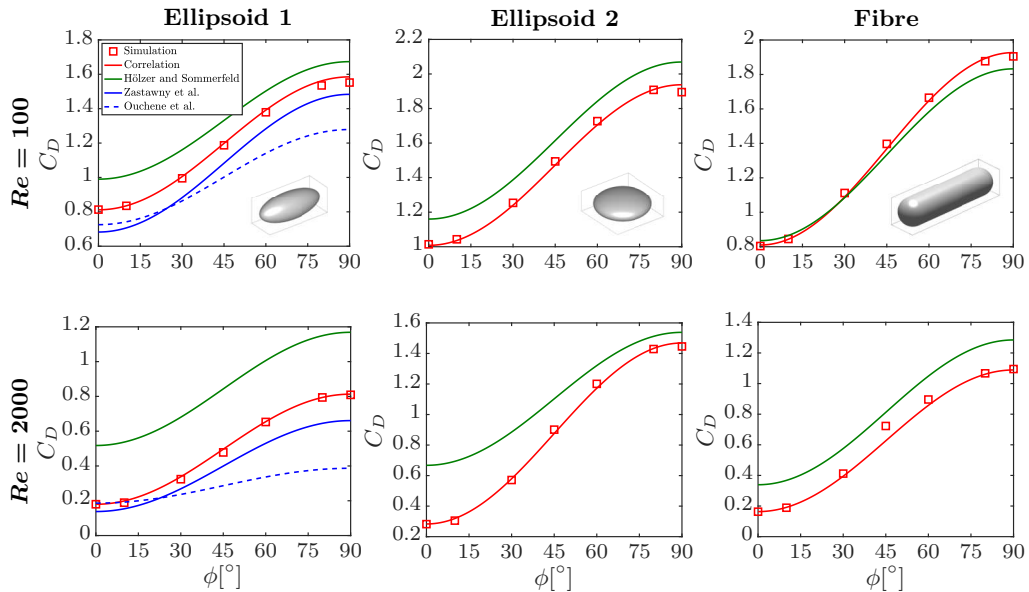 Ellipsoid 1
Ellipsoid 2
Fibre
Re = 100
C_D
1.8
1.6
1.4
1.2
1
0.8
0.6
0 15 30 45 60 75 90
Simulation
Correlation
Hölzer and Sommerfeld
Zastawny et al.
Ouchene et al.
C_D
2.2
2
1.8
1.6
1.4
1.2
1
0 15 30 45 60 75 90
C_D
2
1.8
1.6
1.4
1.2
1
0.8
0 15 30 45 60 75 90
Re = 2000
C_D
1.2
1
0.8
0.6
0.4
0.2
0
0 15 30 45 60 75 90
ϕ[°]
C_D
1.6
1.4
1.2
1
0.8
0.6
0.4
0.2
0 15 30 45 60 75 90
ϕ[°]
C_D
1.4
1.2
1
0.8
0.6
0.4
0.2
0
0 15 30 45 60 75 90
ϕ[°]